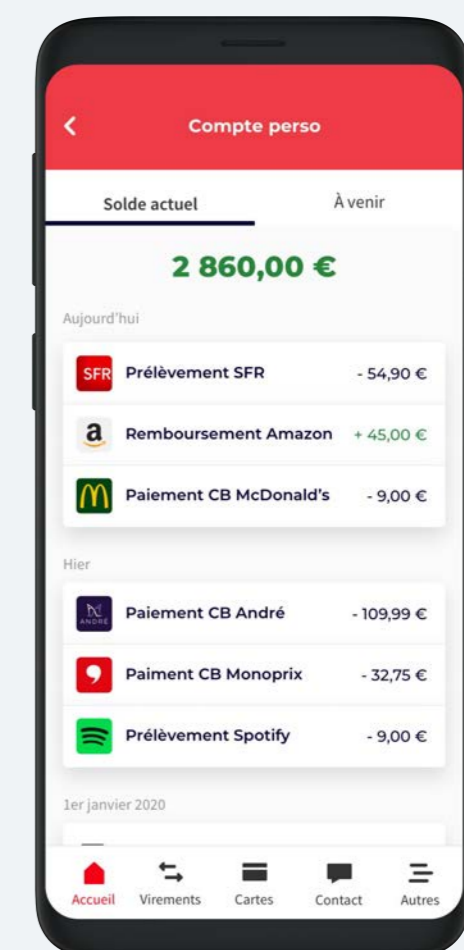 Compte perso
Solde actuel À venir
2 860,00 €
Aujourd'hui
SFR Prélèvement SFR - 54,90 €
a Remboursement Amazon + 45,00 €
Paiement CB McDonald's - 9,00 €
Hier
ANDRÉ Paiement CB André - 109,99 €
Paiment CB Monoprix - 32,75 €
Prélèvement Spotify - 9,00 €
1er janvier 2020
Accueil Virements Cartes Contact Autres